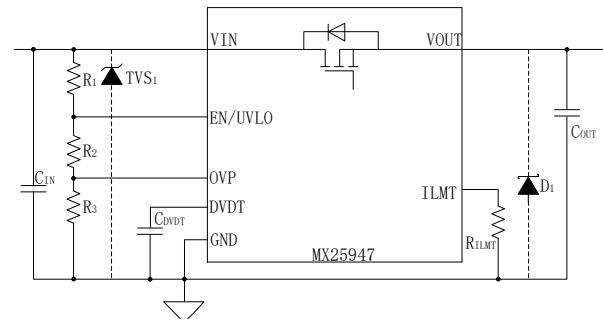 VIN
VOUT
R1
TVS1
EN/UVLO
R2
COUT
CIN
OVP
ILMT
D1
R3
DVDT
CDVDT
GND
RILMT
MX25947